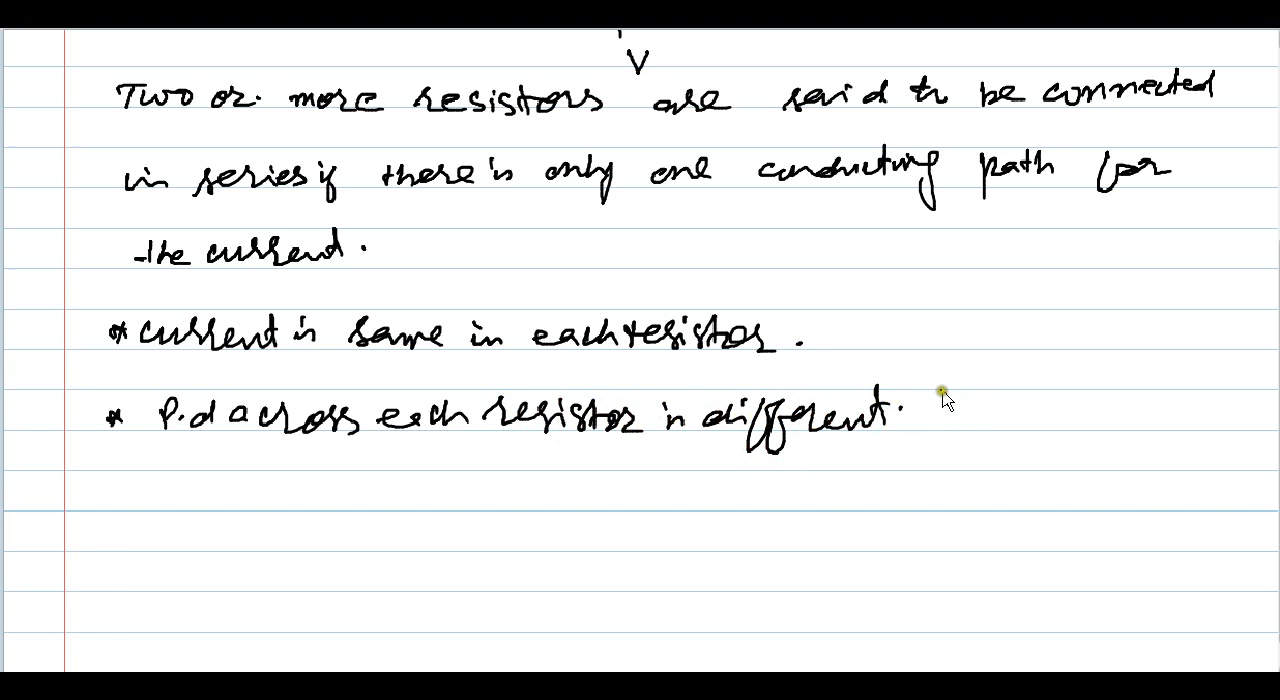 V
Two or. more resistors are said to be connected
in series if there is only one conducting path for
the current.
* current is same in each resistor.
* P.d across each resistor is different.